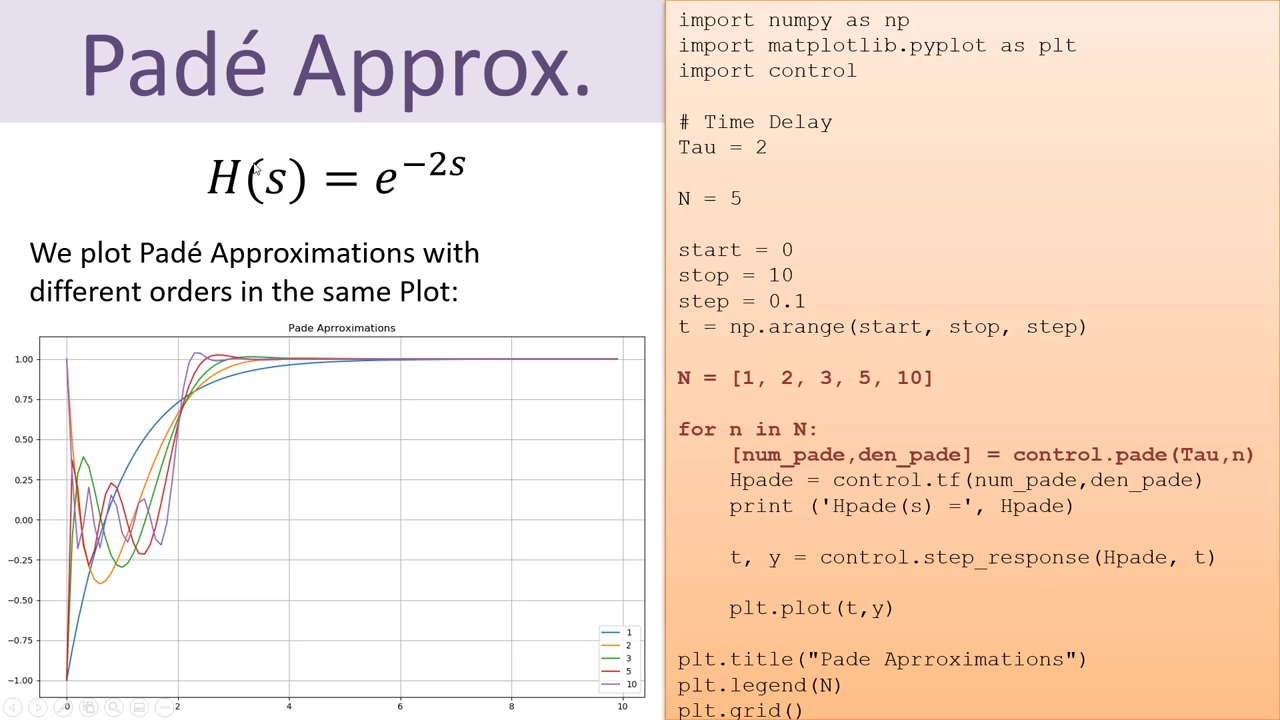 Padé Approx.
H(s) = e^{-2s}
We plot Padé Approximations with
different orders in the same Plot:
Pade Aprroximations
1.00
0.75
0.50
0.25
0.00
−0.25
−0.50
−0.75
−1.00
0 2 4 6 8 10
1
2
3
5
10
import numpy as np
import matplotlib.pyplot as plt
import control
# Time Delay
Tau = 2
N = 5
start = 0
stop = 10
step = 0.1
t = np.arange(start, stop, step)
N = [1, 2, 3, 5, 10]
for n in N:
    [num_pade,den_pade] = control.pade(Tau,n)
    Hpade = control.tf(num_pade,den_pade)
    print ('Hpade(s) =', Hpade)
    t, y = control.step_response(Hpade, t)
    plt.plot(t,y)
plt.title("Pade Aprroximations")
plt.legend(N)
plt.grid()